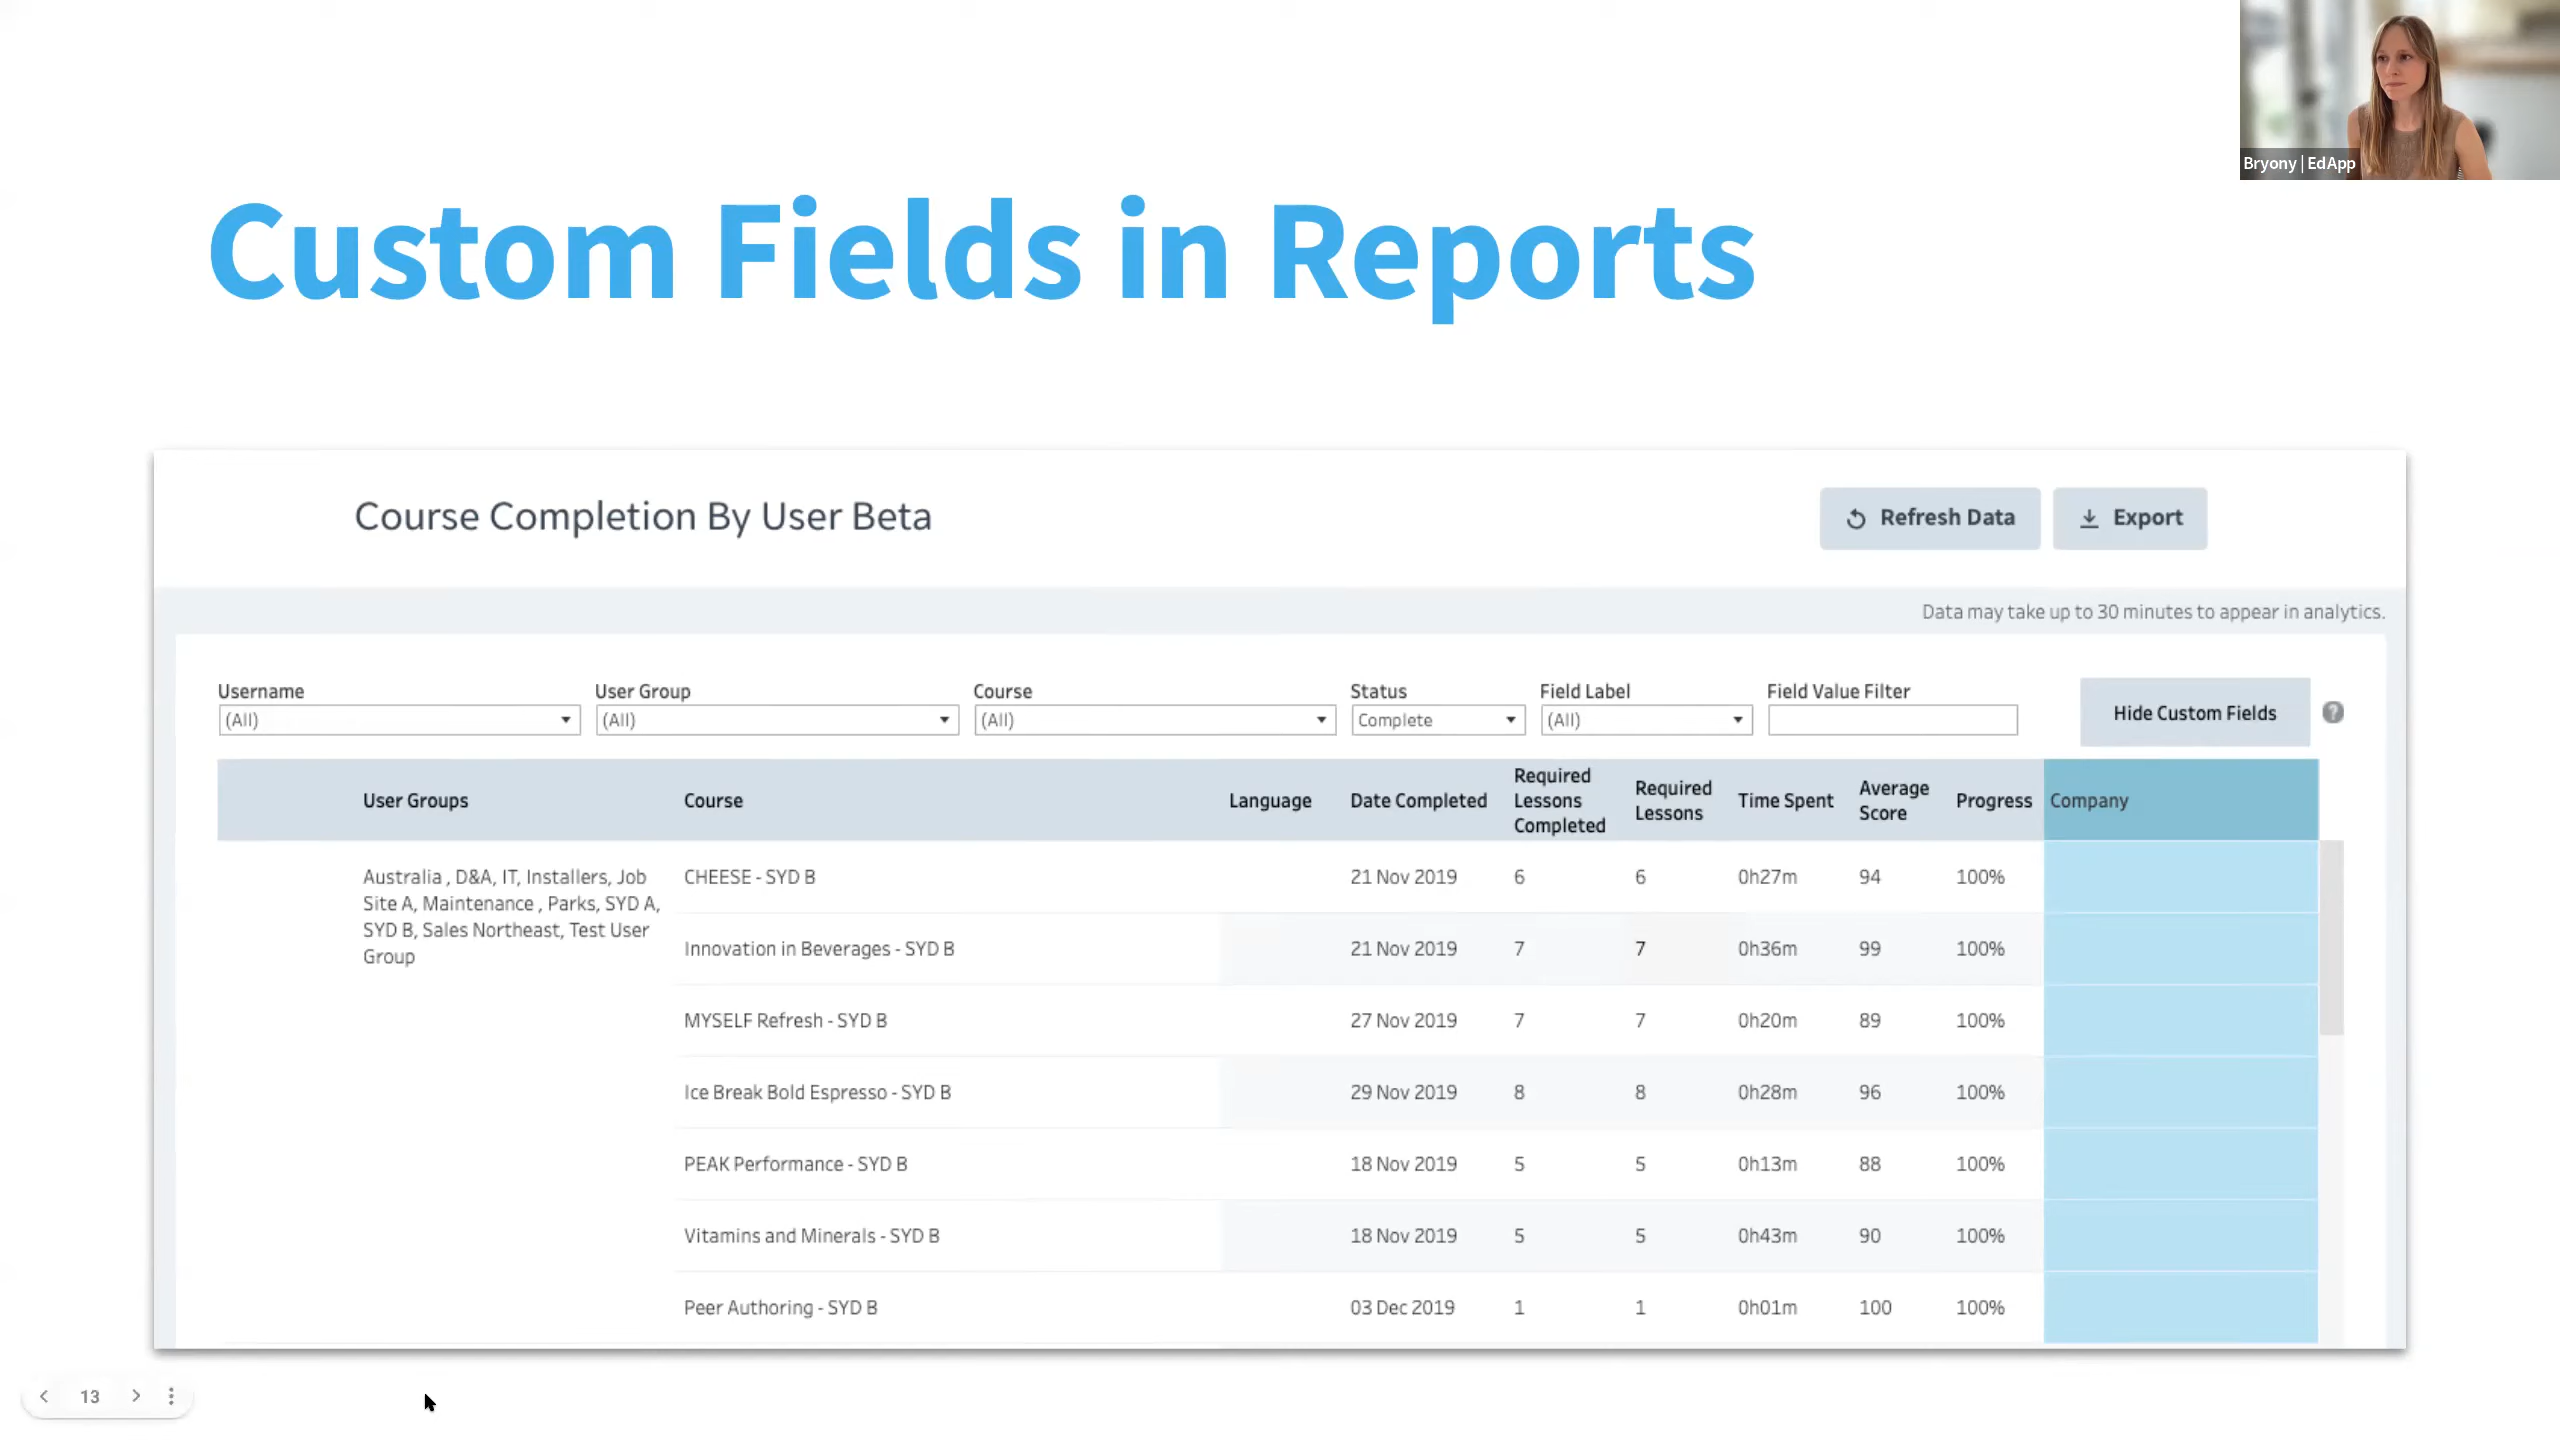 Bryony | EdApp
Custom Fields in Reports
Course Completion By User Beta
Refresh Data
Export
Data may take up to 30 minutes to appear in analytics.
Username
User Group
Course
Status
Field Label
Field Value Filter
(All)
(All)
(All)
Complete
(All)
Hide Custom Fields
?
User Groups
Course
Language
Date Completed
Required
Lessons
Completed
Required
Lessons
Time Spent
Average
Score
Progress
Company
Australia , D&A, IT, Installers, Job
Site A, Maintenance , Parks, SYD A,
SYD B, Sales Northeast, Test User
Group
CHEESE - SYD B 21 Nov 2019 6 6 0h27m 94 100%
Innovation in Beverages - SYD B 21 Nov 2019 7 7 0h36m 99 100%
MYSELF Refresh - SYD B 27 Nov 2019 7 7 0h20m 89 100%
Ice Break Bold Espresso - SYD B 29 Nov 2019 8 8 0h28m 96 100%
PEAK Performance - SYD B 18 Nov 2019 5 5 0h13m 88 100%
Vitamins and Minerals - SYD B 18 Nov 2019 5 5 0h43m 90 100%
Peer Authoring - SYD B 03 Dec 2019 1 1 0h01m 100 100%
13